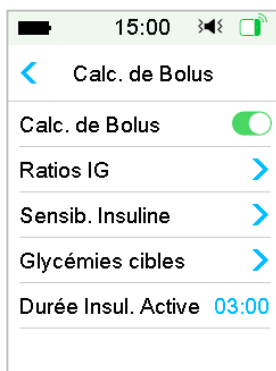 15:00
Calc. de Bolus
Calc. de Bolus
Ratios IG
Sensib. Insuline
Glycémies cibles
Durée Insul. Active 03:00